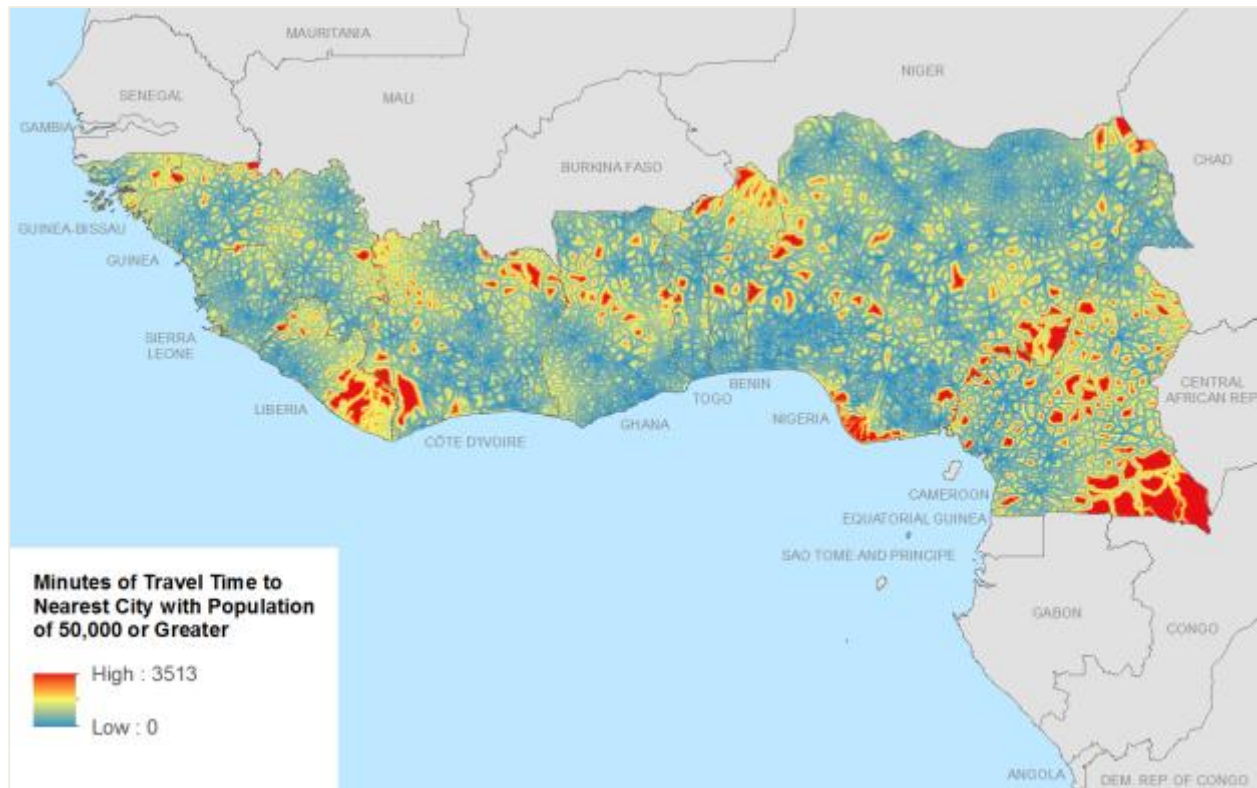 MAURITANIA
NIGER
SENEGAL
MALI
GAMBIA
CHAD
BURKINA FASO
GUINEA-BISSAU
GUINEA
SIERRA
LEONE
LIBERIA
CÔTE D'IVOIRE
GHANA
TOGO
BENIN
NIGERIA
CENTRAL
AFRICAN REP
CAMEROON
EQUATORIAL GUINEA
SAO TOME AND PRINCIPE
GABON
CONGO
ANGOLA
DEM. REP. OF CONGO
Minutes of Travel Time to
Nearest City with Population
of 50,000 or Greater
High : 3513
Low : 0